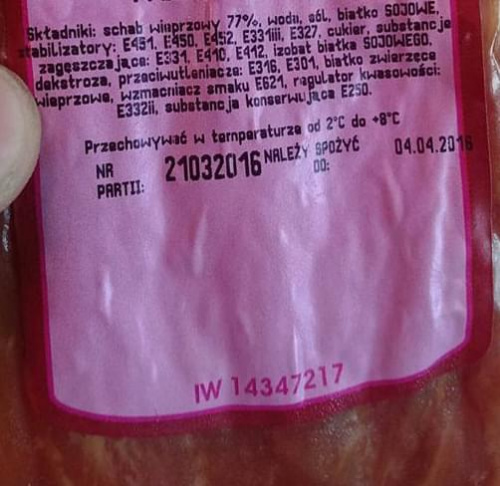 Składniki: schab wieprzowy 77%, woda, sól, białko SOJOWE,
stabilizatory: E451, E450, E452, E331iii, E327, cukier, substancje
zagęszczające: E331, E410, E412, izobat białka SOJOWEGO.
dekstroza, przeciwutleniacze: E316, E301, białko zwierzęce
wieprzowe, wzmacniacz smaku E621, regulator kwasowości:
E332ii, substancja konserwująca E250.
Przechowywać w temperaturze od 2°C do +8°C
NR PARTII: 21032016 NALEŻY SPOŻYĆ DO: 04.04.2016
IW 14347217